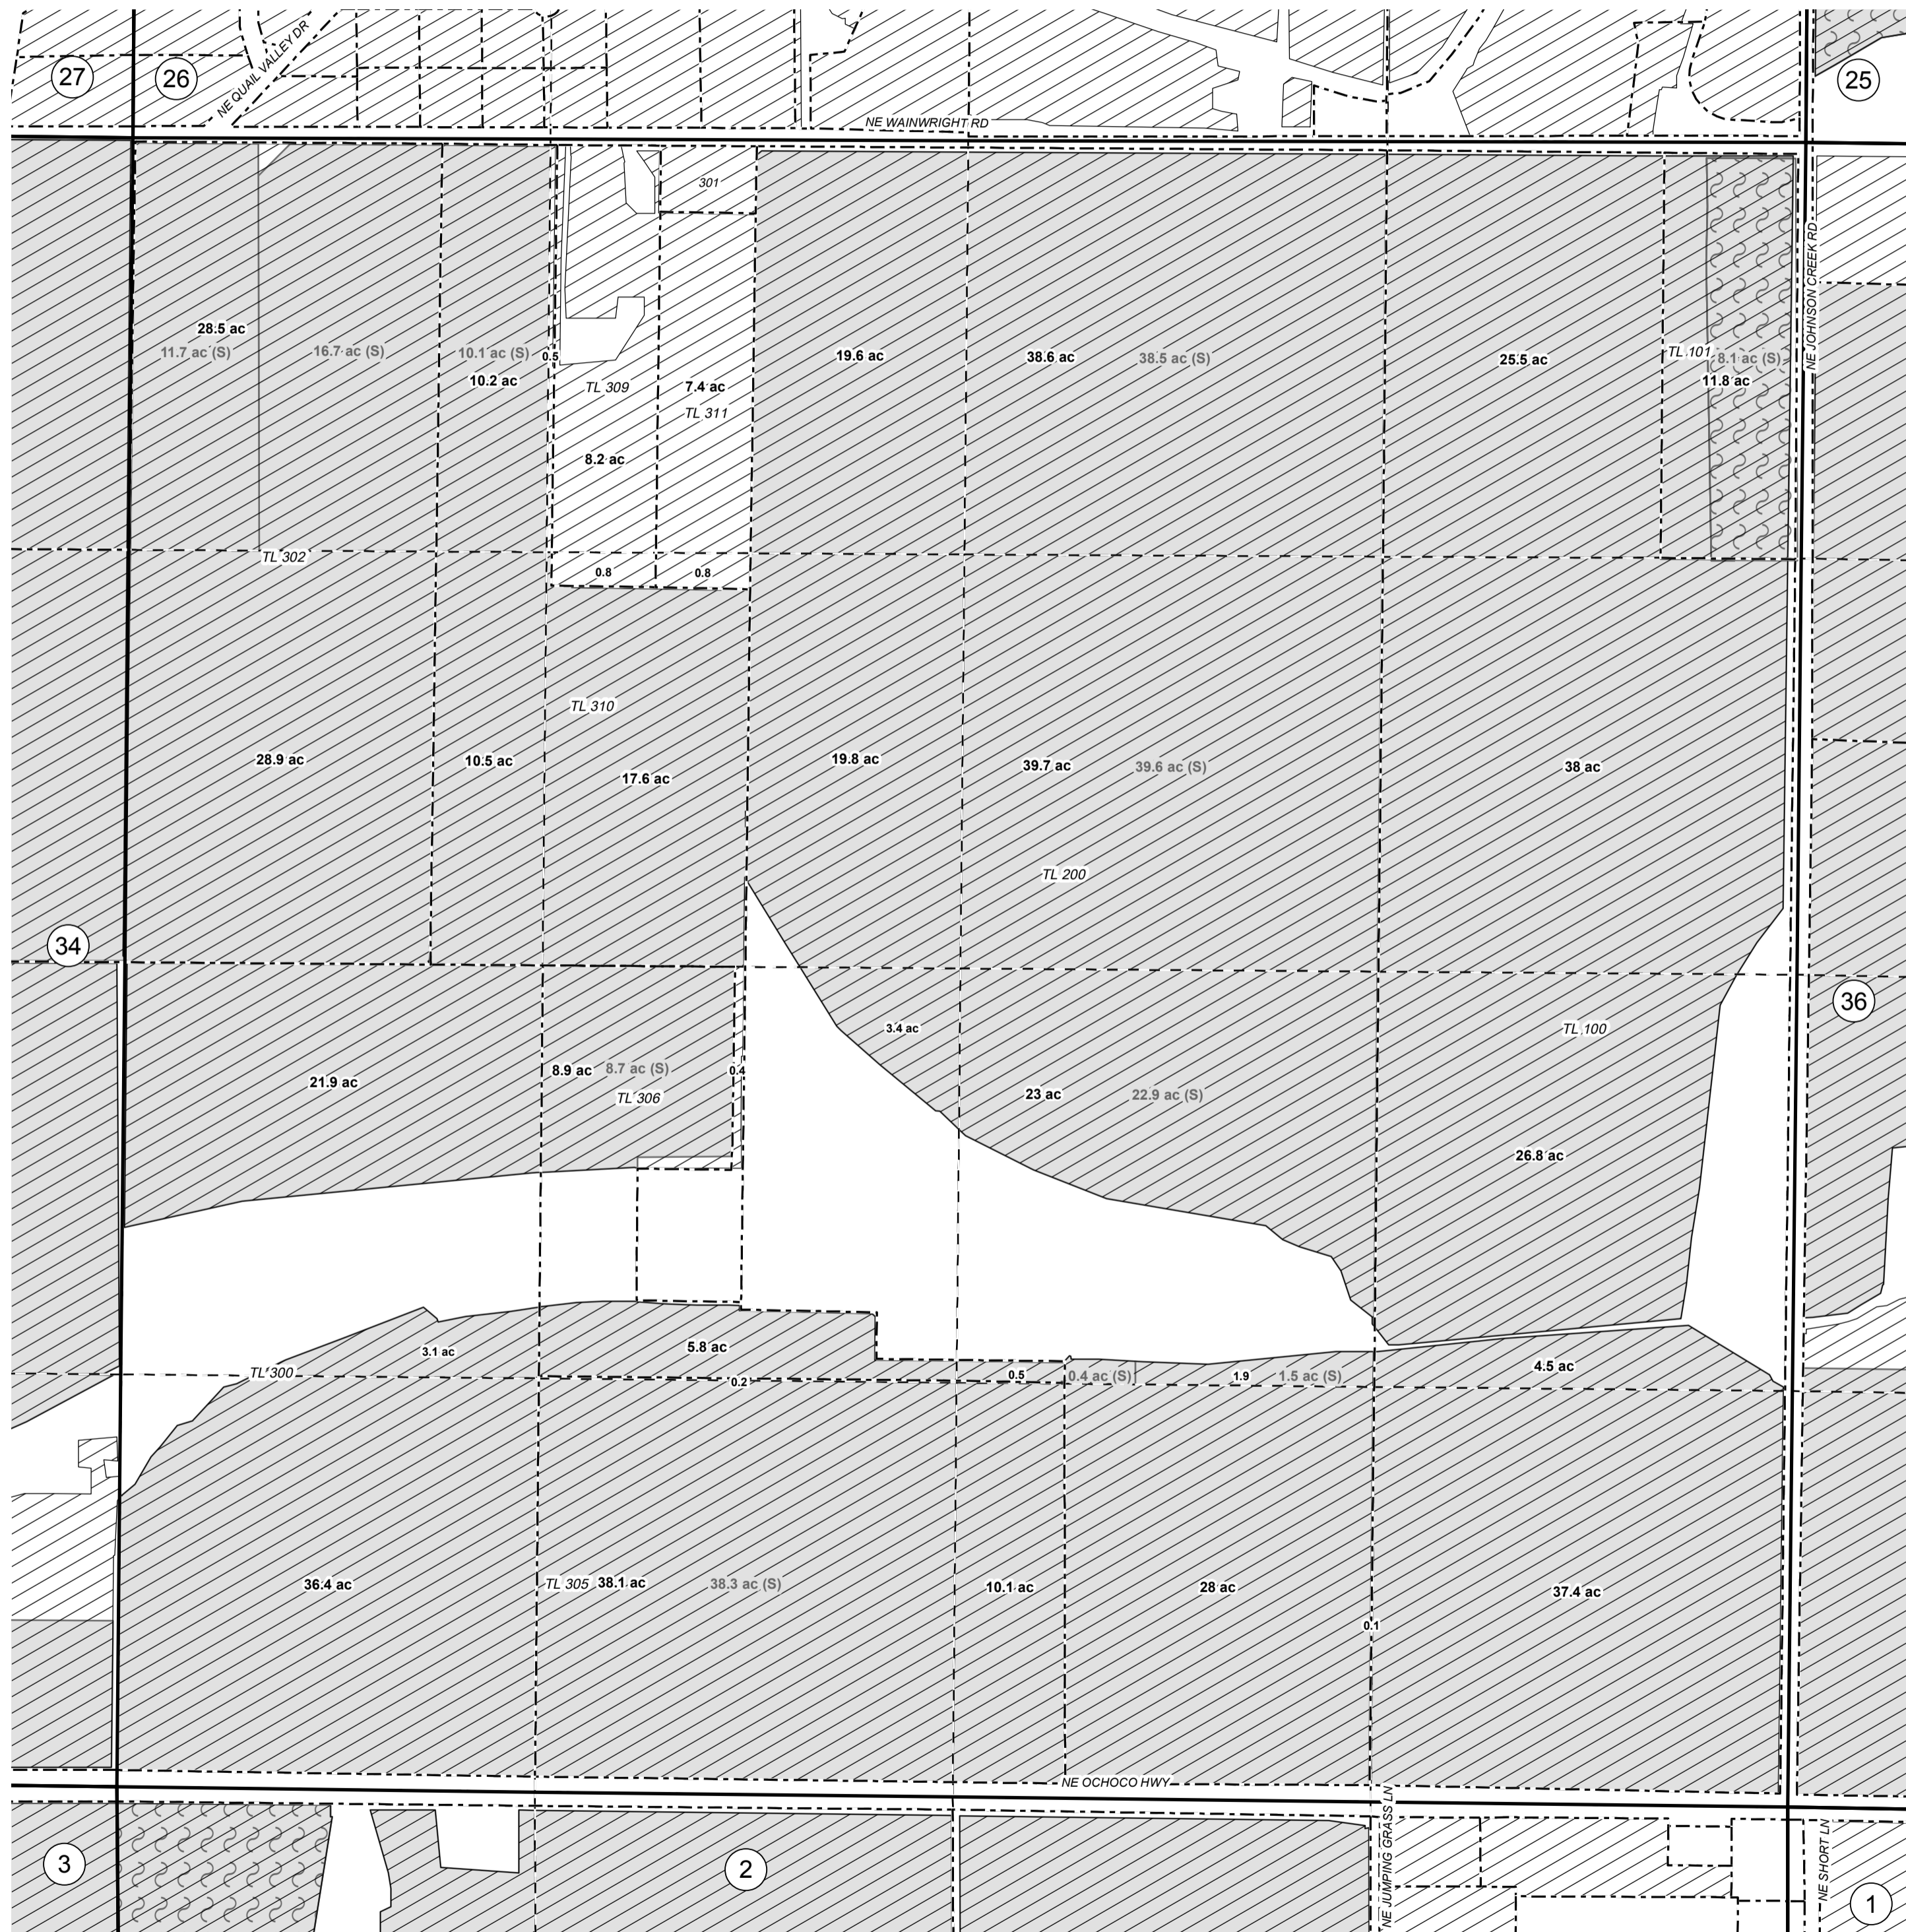 27
26
NE QUAIL VALLEY DR
25
NE WAINWRIGHT RD
301
NE JOHNSON CREEK RD
28.5 ac
11.7 ac (S)
16.7 ac (S)
10.1 ac (S)
0.5
10.2 ac
TL 309
7.4 ac
TL 311
8.2 ac
19.6 ac
38.6 ac
38.5 ac (S)
25.5 ac
TL 101
8.1 ac (S)
11.8 ac
TL 302
0.8
0.8
TL 310
28.9 ac
10.5 ac
17.6 ac
19.8 ac
39.7 ac
39.6 ac (S)
38 ac
TL 200
34
36
3.4 ac
TL 100
21.9 ac
8.9 ac
8.7 ac (S)
0.4
TL 306
23 ac
22.9 ac (S)
26.8 ac
3.1 ac
5.8 ac
TL 300
0.2
0.5
0.4 ac (S)
1.9
1.5 ac (S)
4.5 ac
36.4 ac
TL 305
38.1 ac
38.3 ac (S)
10.1 ac
28 ac
37.4 ac
0.1
NE OCHOCO HWY
NE JUMPING GRASS LN
NE SHORT LN
3
2
1